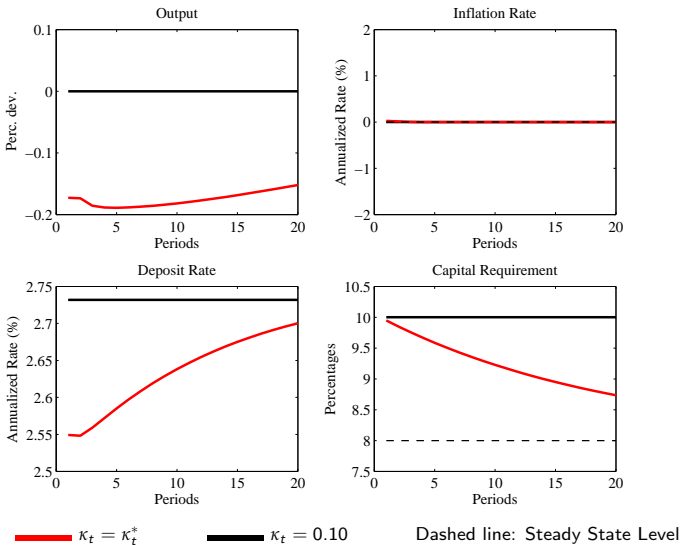 Output
Perc. dev.
0.1
0
−0.1
−0.2
0 5 10 15 20
Periods
Inflation Rate
Annualized Rate (%)
2
1
0
−1
−2
0 5 10 15 20
Periods
Deposit Rate
Annualized Rate (%)
2.75
2.7
2.65
2.6
2.55
2.5
0 5 10 15 20
Periods
Capital Requirement
Percentages
10.5
10
9.5
9
8.5
8
7.5
0 5 10 15 20
Periods
κ_t = κ_t^*
κ_t = 0.10
Dashed line: Steady State Level